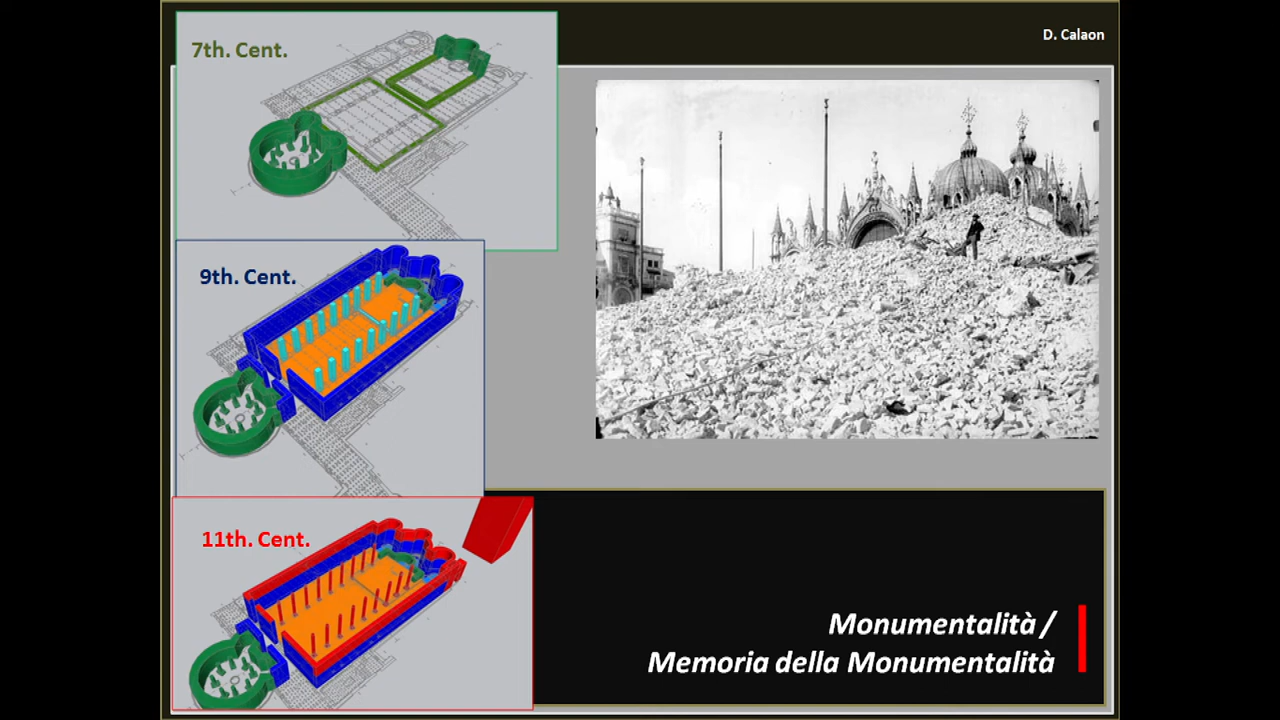 7th. Cent.
D. Calaon
9th. Cent.
11th. Cent.
Monumentalità /
Memoria della Monumentalità